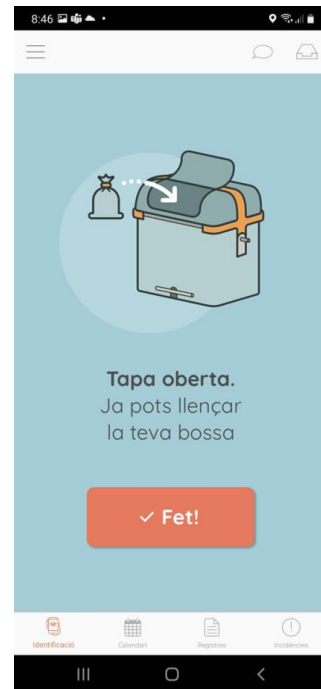 8:46
Tapa oberta.
Ja pots llençar
la teva bossa
✓ Fet!
Identificació
Calendari
Registres
Incidències